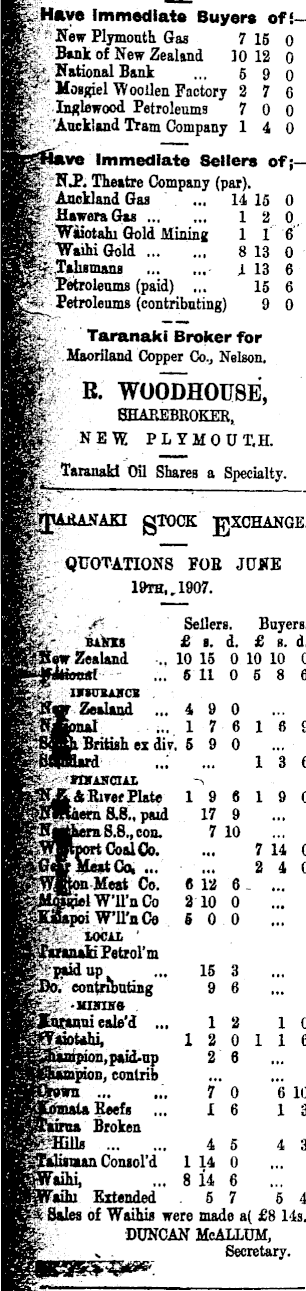 Have Immediate Buyers of:—
New Plymouth Gas 7 15 0
Bank of New Zealand 10 12 0
National Bank ... 5 9 0
Mosgiel Woollen Factory 2 7 6
Inglewood Petroleums 7 0 0
Auckland Tram Company 1 4 0
Have Immediate Sellers of;—
N.P. Theatre Company (par).
Auckland Gas ... 14 15 0
Hawera Gas ... ... 1 2 0
Waiotahi Gold Mining 1 1 6
Waihi Gold ... ... 8 13 0
Talismans ... ... 1 13 6
Petroleums (paid) ... 15 6
Petroleums (contributing) 9 0
Taranaki Broker for
Maoriland Copper Co., Nelson.
R. WOODHOUSE,
SHAREBROKER,
NEW PLYMOUTH.
Taranaki Oil Shares a Specialty.
TARANAKI STOCK EXCHANGE
QUOTATIONS FOR JUNE
19TH, 1907.
Sellers. Buyers
BANKS £ s. d. £ s. d
New Zealand .. 10 15 0 10 10
National ... 5 11 0 5 8
INSURANCE
New Zealand ... 4 9 0 ...
National ... 1 7 6 1 6
South British ex div. 5 9 0 ...
Standard ... ... 1 3
FINANCIAL
N.Z. & River Plate 1 9 6 1 9
Northern S.S., paid 17 9 ...
Northern S.S., con. 7 10 ...
Westport Coal Co. ... 7 14
Gear Meat Co. ... ... 2 4
Wgton Meat Co. 6 12 6 ...
Mosgiel W'll'n Co 2 10 0 ...
Kaiapoi W'll'n Co 5 0 0 ...
LOCAL
Taranaki Petrol'm
paid up ... 15 3 ...
Do. contributing 9 6 ...
MINING
Kuranui cale'd ... 1 2 1
Waiotahi, 1 2 0 1 1
Champion, paid-up 2 6 ...
Champion, contrib ... ...
Crown ... ... 7 0 6
Komata Reefs ... 1 6 1
Tairua Broken
Hills ... ... 4 5 4
Talisman Consol'd 1 14 0 ...
Waihi, ... 8 14 6 ...
Waihi Extended 5 7 5
Sales of Waihis were made a( £8 14s.
DUNCAN McALLUM,
Secretary.